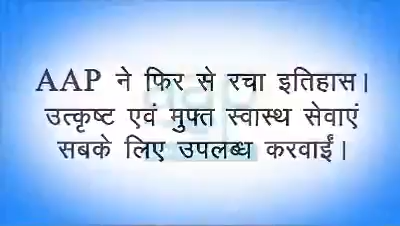 AAP ने फिर से रचा इतिहास।
उत्कृष्ट एवं मुफ्त स्वास्थ सेवाएं
सबके लिए उपलब्ध करवाईं।